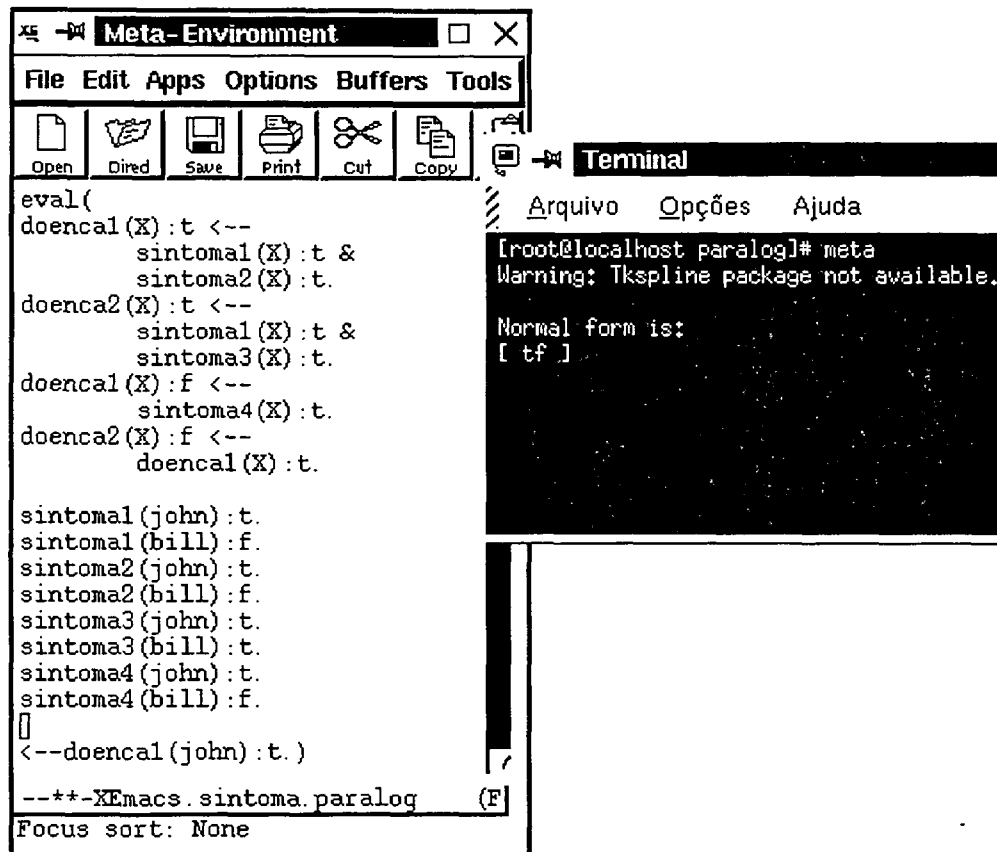 Meta-Environment
File Edit Apps Options Buffers Tools
Open Dired Save Print Cut Copy
eval(
doenca1(X):t <--
sintoma1(X):t &
sintoma2(X):t.
doenca2(X):t <--
sintoma1(X):t &
sintoma3(X):t.
doenca1(X):f <--
sintoma4(X):t.
doenca2(X):f <--
doenca1(X):t.
sintoma1(john):t.
sintoma1(bill):f.
sintoma2(john):t.
sintoma2(bill):f.
sintoma3(john):t.
sintoma3(bill):t.
sintoma4(john):t.
sintoma4(bill):f.
<--doenca1(john):t.)
--**-XEmacs.sintoma.paralog (F
Focus sort: None
Terminal
Arquivo Opções Ajuda
[root@localhost paralog]# meta
Warning: Tkspline package not available.
Normal form is:
[ tf ]